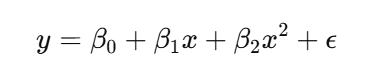 y = β₀ + β₁x + β₂x² + ϵ